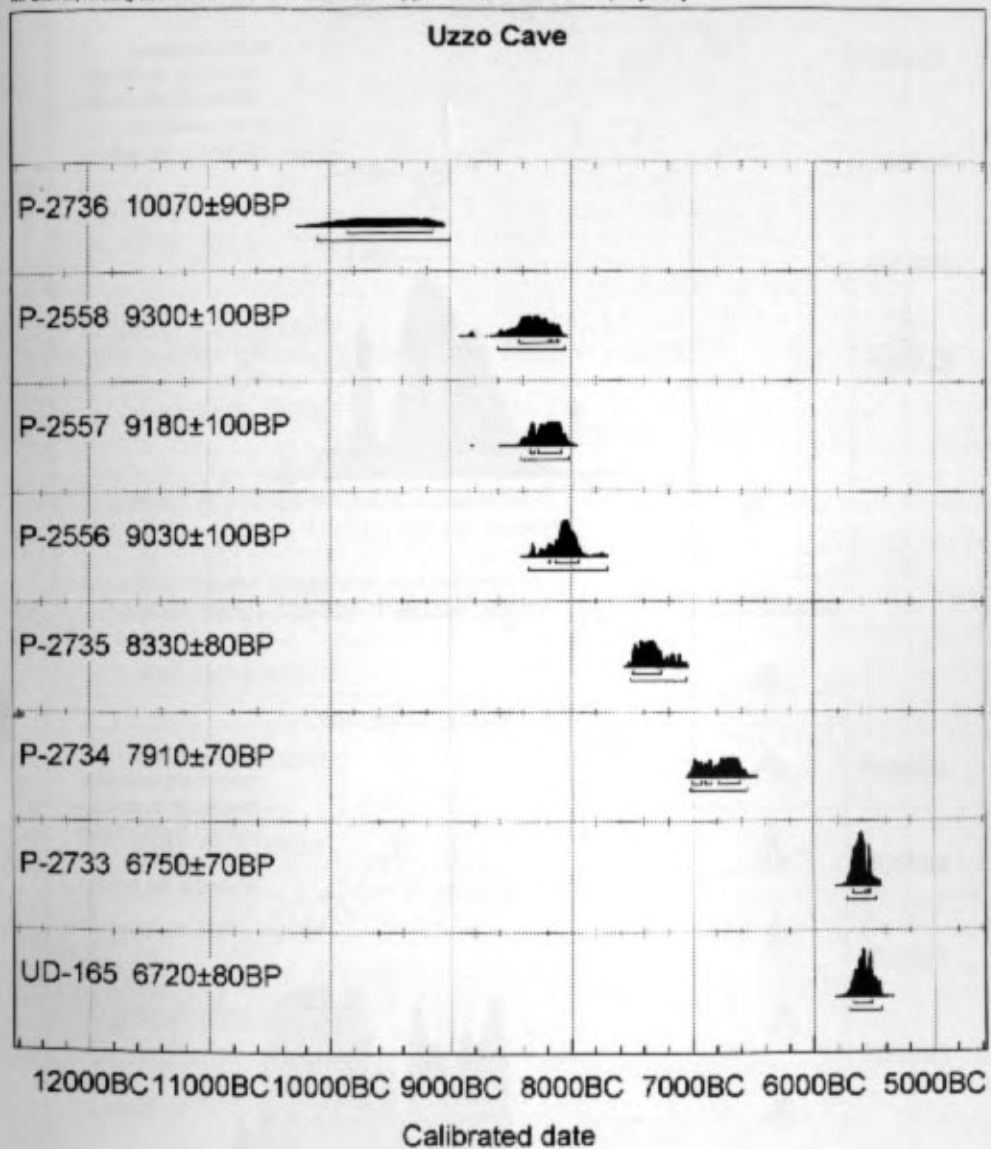 Uzzo Cave
P-2736 10070±90BP
P-2558 9300±100BP
P-2557 9180±100BP
P-2556 9030±100BP
P-2735 8330±80BP
P-2734 7910±70BP
P-2733 6750±70BP
UD-165 6720±80BP
12000BC 11000BC 10000BC 9000BC 8000BC 7000BC 6000BC 5000BC
Calibrated date